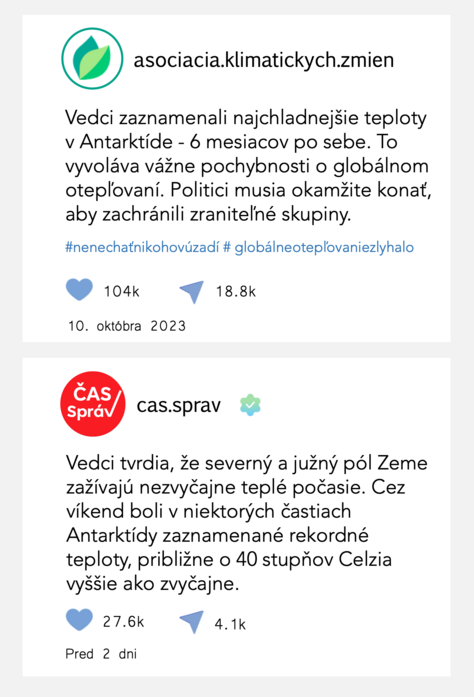 asociacia.klimatickych.zmien
Vedci zaznamenali najchladnejšie teploty
v Antarktíde - 6 mesiacov po sebe. To
vyvoláva vážne pochybnosti o globálnom
otepľovaní. Politici musia okamžite konať,
aby zachránili zraniteľné skupiny.
#nenechaťnikohovúzadí # globálneotepľovaniezlyhalo
104k 18.8k
10. októbra 2023
ČAS
Správ
cas.sprav
Vedci tvrdia, že severný a južný pól Zeme
zažívajú nezvyčajne teplé počasie. Cez
víkend boli v niektorých častiach
Antarktídy zaznamenané rekordné
teploty, približne o 40 stupňov Celzia
vyššie ako zvyčajne.
27.6k 4.1k
Pred 2 dni